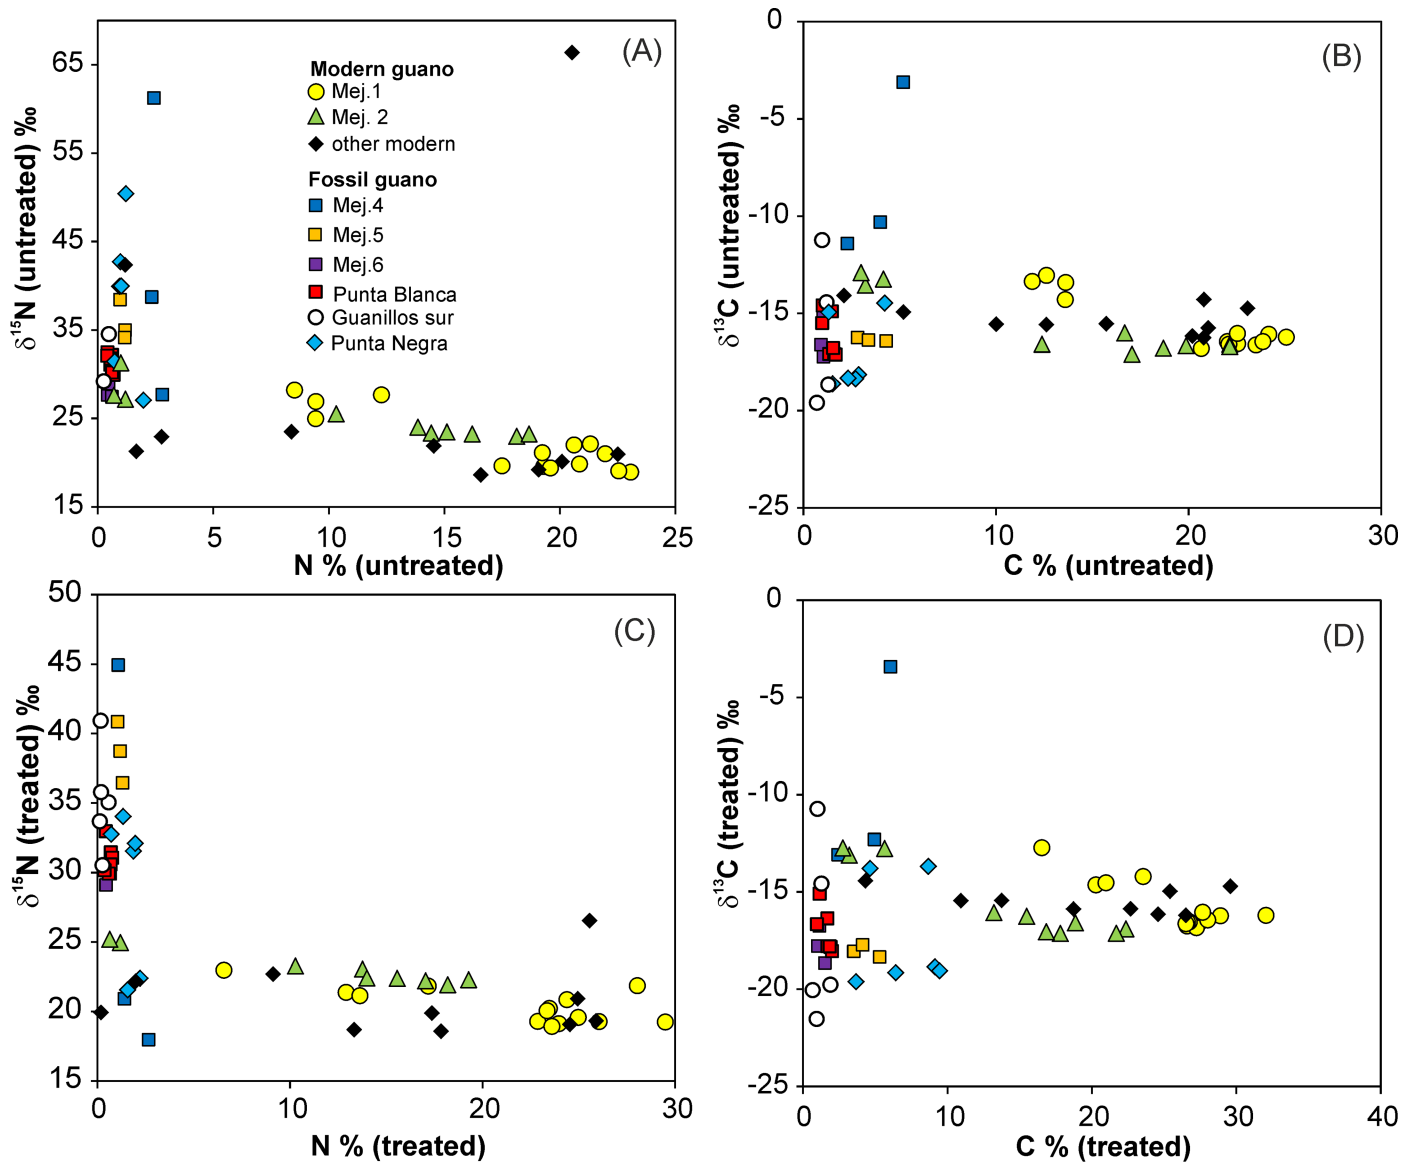 (A)
65
55
45
35
25
15
δ¹⁵N (untreated) ‰
Modern guano
Mej.1
Mej. 2
other modern
Fossil guano
Mej.4
Mej.5
Mej.6
Punta Blanca
Guanillos sur
Punta Negra
0 5 10 15 20 25
N % (untreated)
(B)
0
-5
-10
-15
-20
-25
δ¹³C (untreated) ‰
0 10 20 30
C % (untreated)
(C)
50
45
40
35
30
25
20
15
δ¹⁵N (treated) ‰
0 10 20 30
N % (treated)
(D)
0
-5
-10
-15
-20
-25
δ¹³C (treated) ‰
0 10 20 30 40
C % (treated)